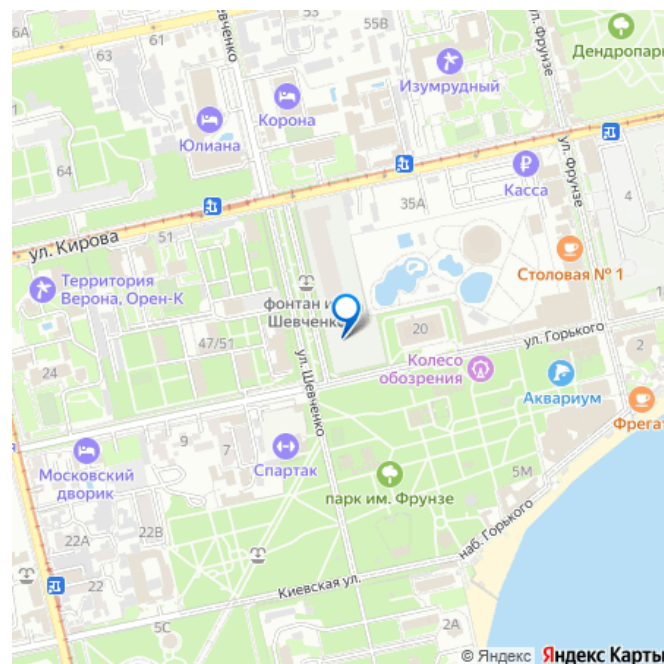 6А
63
61
55
55В
ул. Фрунзе
Дендропарк
Изумрудный
Корона
Юлиана
64
ул. Кирова
51
35А
Касса
ул. Фрунзе
4
Столовая № 1
Территория
Верона, Орен-К
фонтан и
Шевченко
20
ул. Горького
47/51
24
Колесо
обозрения
2
Аквариум
Фрегат
ул. Шевченко
9
7
Спартак
Московский
дворик
5М
парк им. Фрунзе
22А
22В
22
наб. Горького
Киевская ул.
5С
2А
© Яндекс Яндекс Карты